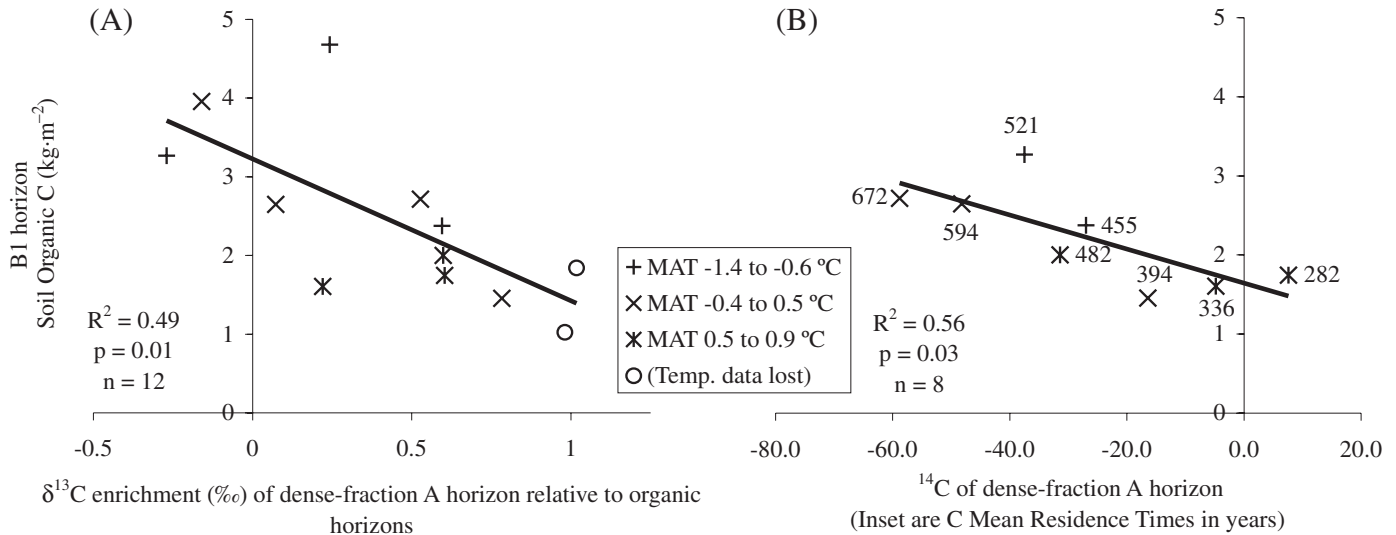 (A)
5
4
3
2
1
0
-0.5 0 0.5 1
B1 horizon
Soil Organic C (kg·m⁻²)
R² = 0.49
p = 0.01
n = 12
δ¹³C enrichment (‰) of dense-fraction A horizon relative to organic
horizons
MAT -1.4 to -0.6 ºC
MAT -0.4 to 0.5 ºC
MAT 0.5 to 0.9 ºC
(Temp. data lost)
(B)
5
4
3
2
1
0
521
672
594
455
482
394
336
282
R² = 0.56
p = 0.03
n = 8
-80.0 -60.0 -40.0 -20.0 0.0 20.0
¹⁴C of dense-fraction A horizon
(Inset are C Mean Residence Times in years)